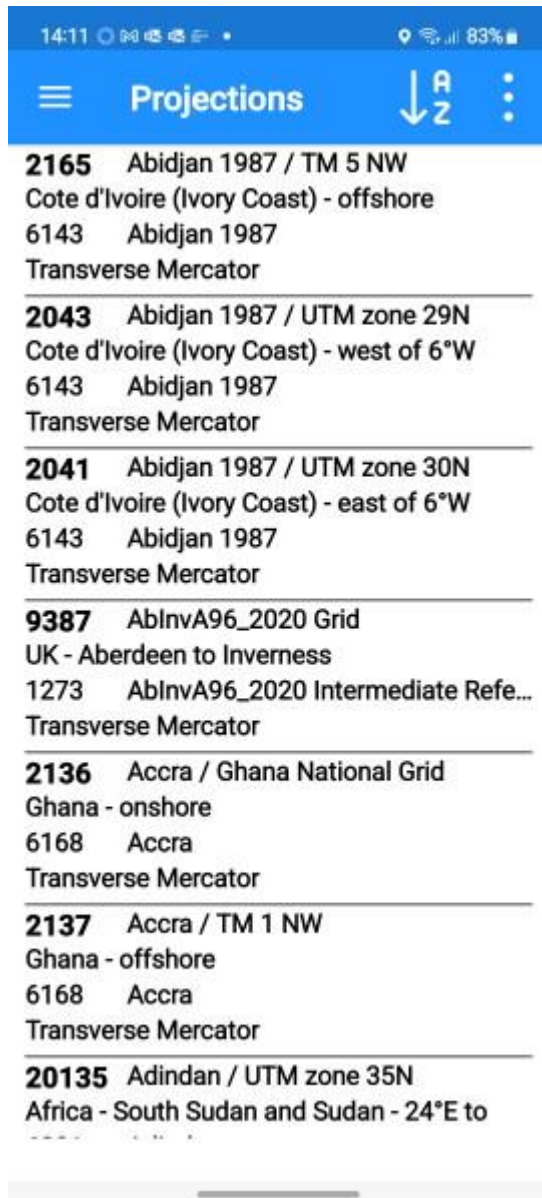 14:11 83%
Projections A Z
2165 Abidjan 1987 / TM 5 NW
Cote d'Ivoire (Ivory Coast) - offshore
6143 Abidjan 1987
Transverse Mercator
2043 Abidjan 1987 / UTM zone 29N
Cote d'Ivoire (Ivory Coast) - west of 6°W
6143 Abidjan 1987
Transverse Mercator
2041 Abidjan 1987 / UTM zone 30N
Cote d'Ivoire (Ivory Coast) - east of 6°W
6143 Abidjan 1987
Transverse Mercator
9387 AbInvA96_2020 Grid
UK - Aberdeen to Inverness
1273 AbInvA96_2020 Intermediate Refe...
Transverse Mercator
2136 Accra / Ghana National Grid
Ghana - onshore
6168 Accra
Transverse Mercator
2137 Accra / TM 1 NW
Ghana - offshore
6168 Accra
Transverse Mercator
20135 Adindan / UTM zone 35N
Africa - South Sudan and Sudan - 24°E to